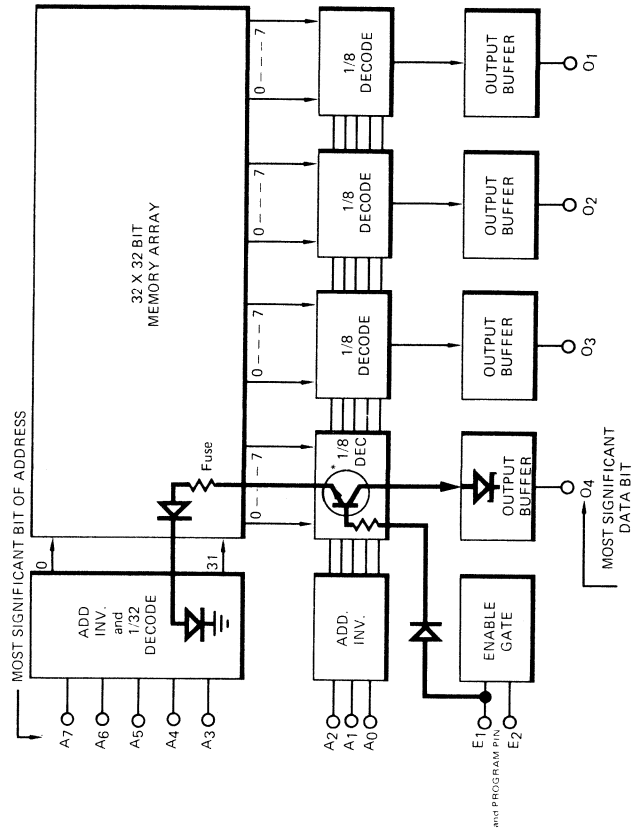 MOST SIGNIFICANT BIT OF ADDRESS
A7
A6
A5
A4
A3
ADD
INV.
and
1/32
DECODE
0
31
32 X 32 BIT
MEMORY ARRAY
Fuse
0 - - - - 7
0 - - - 7
0 - - - 7
0 - - - - 7
A2
A1
A0
ADD.
INV.
* 1/8
DEC
1/8
DECODE
1/8
DECODE
1/8
DECODE
E1
and PROGRAM PIN
E2
ENABLE
GATE
OUTPUT
BUFFER
OUTPUT
BUFFER
OUTPUT
BUFFER
OUTPUT
BUFFER
O4
O3
O2
O1
MOST SIGNIFICANT
DATA BIT